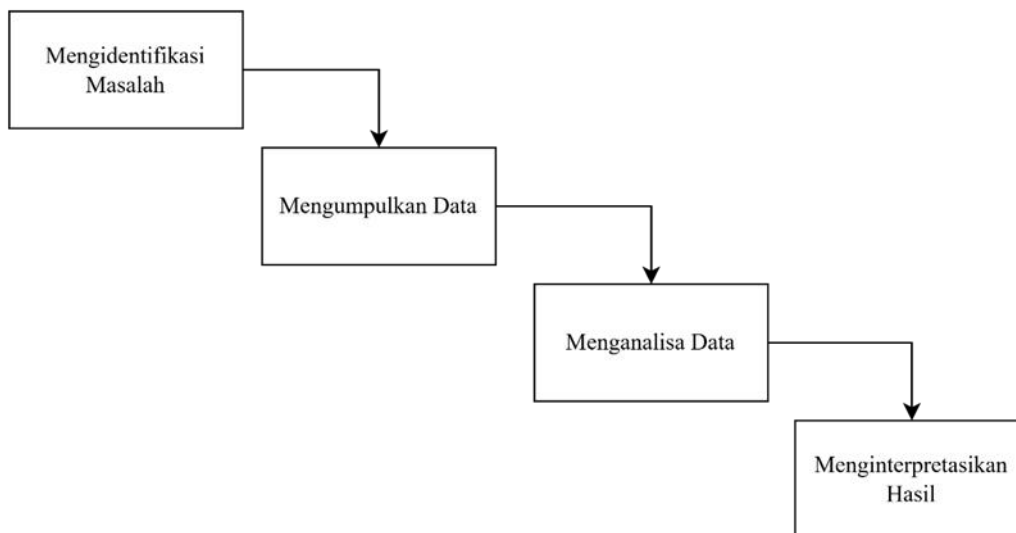 Mengidentifikasi
Masalah
Mengumpulkan Data
Menganalisa Data
Menginterpretasikan
Hasil